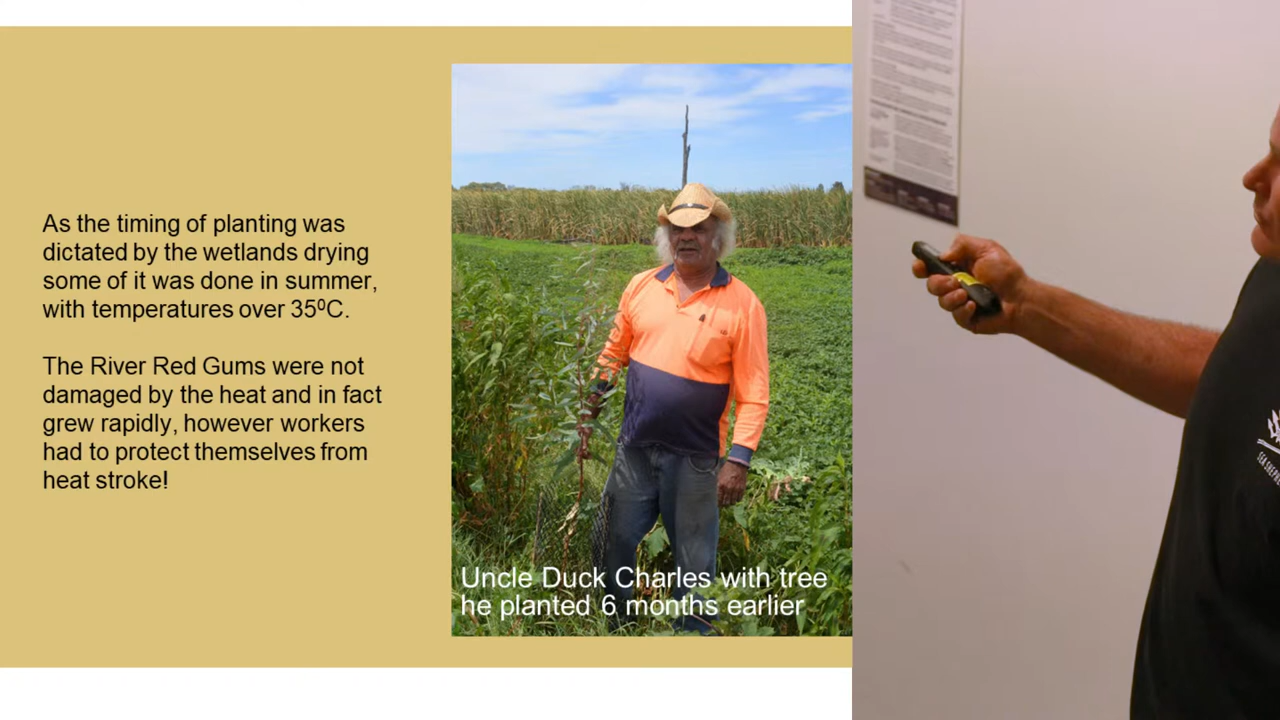 As the timing of planting was
dictated by the wetlands drying
some of it was done in summer,
with temperatures over 35⁰C.
The River Red Gums were not
damaged by the heat and in fact
grew rapidly, however workers
had to protect themselves from
heat stroke!
Uncle Duck Charles with tree
he planted 6 months earlier